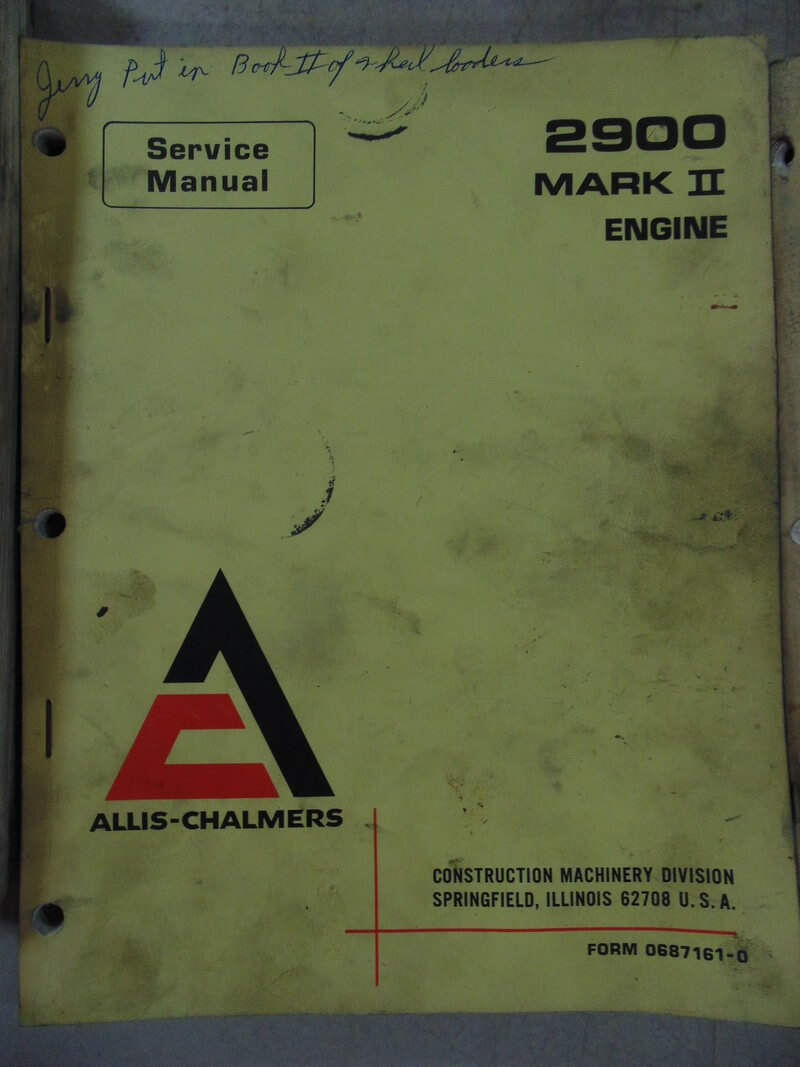 Jerry Put in Book II of wheel loaders
Service
Manual
2900
MARK II
ENGINE
ALLIS-CHALMERS
CONSTRUCTION MACHINERY DIVISION
SPRINGFIELD, ILLINOIS 62708 U.S.A.
FORM 0687161-0